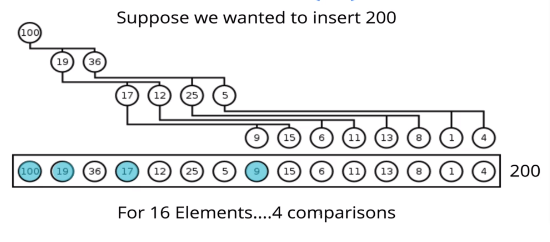 Suppose we wanted to insert 200
100
19 36
17 12 25 5
9 15 6 11 13 8 1 4
100 19 36 17 12 25 5 9 15 6 11 13 8 1 4 200
For 16 Elements....4 comparisons